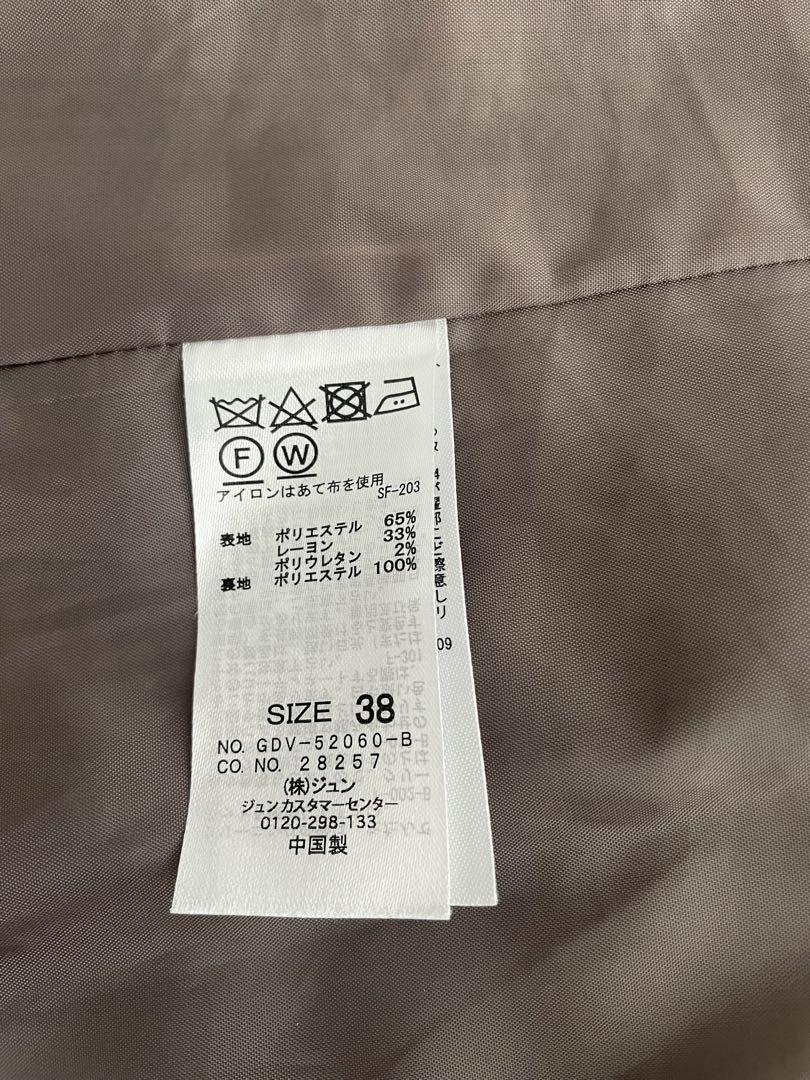 F W
アイロンはあて布を使用
SF-203
表地 ポリエステル 65%
レーヨン 33%
ポリウレタン 2%
裏地 ポリエステル 100%
SIZE 38
NO. GDV-52060-B
CO. NO. 28257
(株)ジュン
ジュンカスタマーセンター
0120-298-133
中国製
09